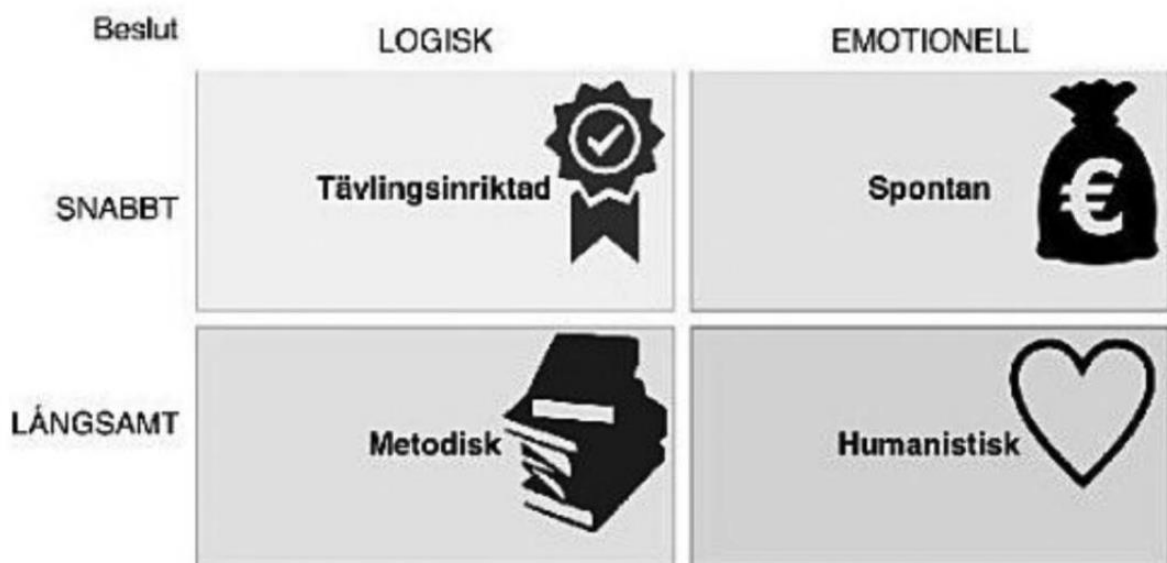 Beslut
LOGISK
EMOTIONELL
SNABBT
Tävlingsinriktad
Spontan
€
LÅNGSAMT
Metodisk
Humanistisk